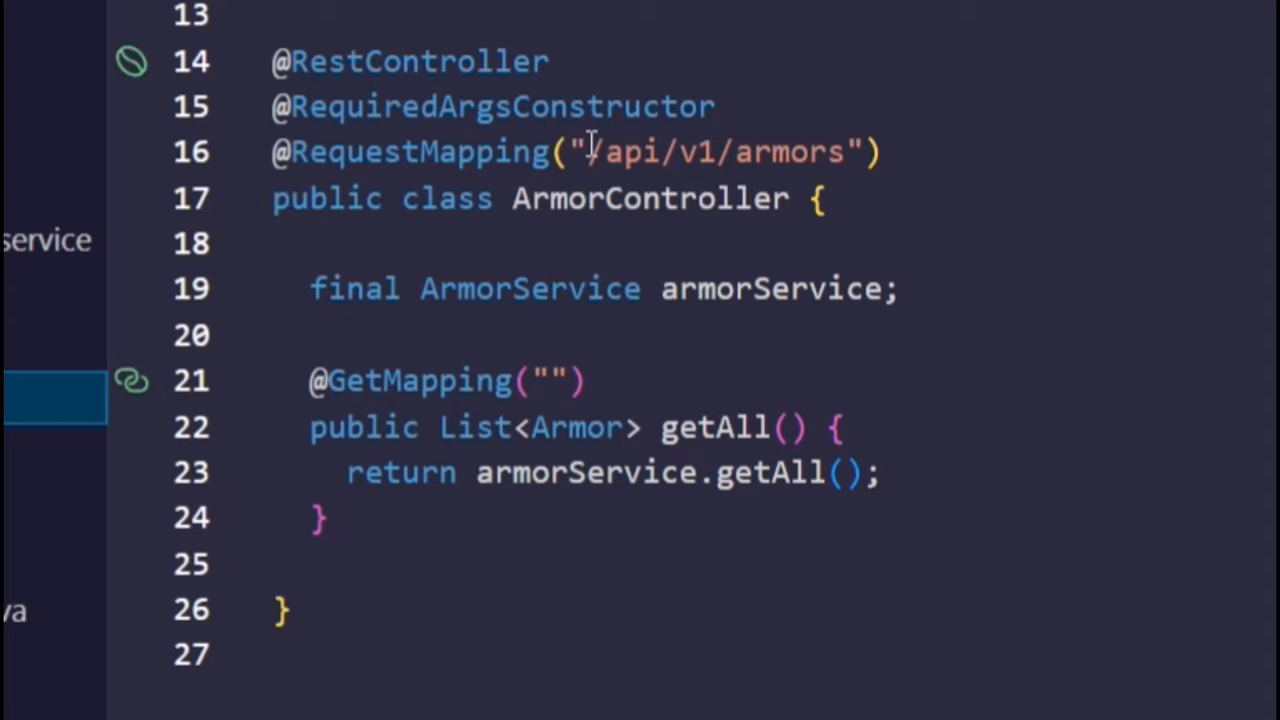 13
14 @RestController
15 @RequiredArgsConstructor
16 @RequestMapping("/api/v1/armors")
17 public class ArmorController {
service
18
19   final ArmorService armorService;
20
21   @GetMapping("")
22   public List<Armor> getAll() {
23     return armorService.getAll();
24   }
25
va
26 }
27